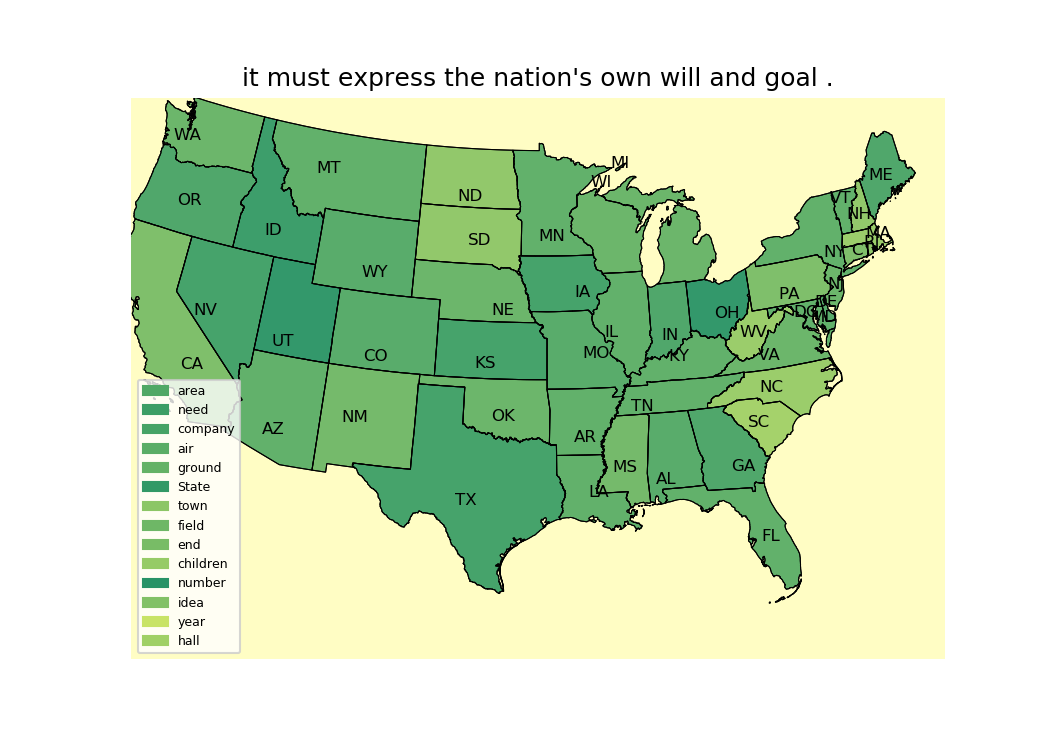 it must express the nation's own will and goal .
WA
MT
ND
MI
WI
ME
OR
ID
SD
MN
VT
NH
MA
WY
NY
CT
NV
NE
IA
PA
NJ
DE
UT
CO
KS
MO
IL
IN
OH
WV
KY
VA
CA
AZ
NM
OK
AR
TN
NC
SC
TX
LA
MS
AL
GA
FL
area
need
company
air
ground
State
town
field
end
children
number
idea
year
hall